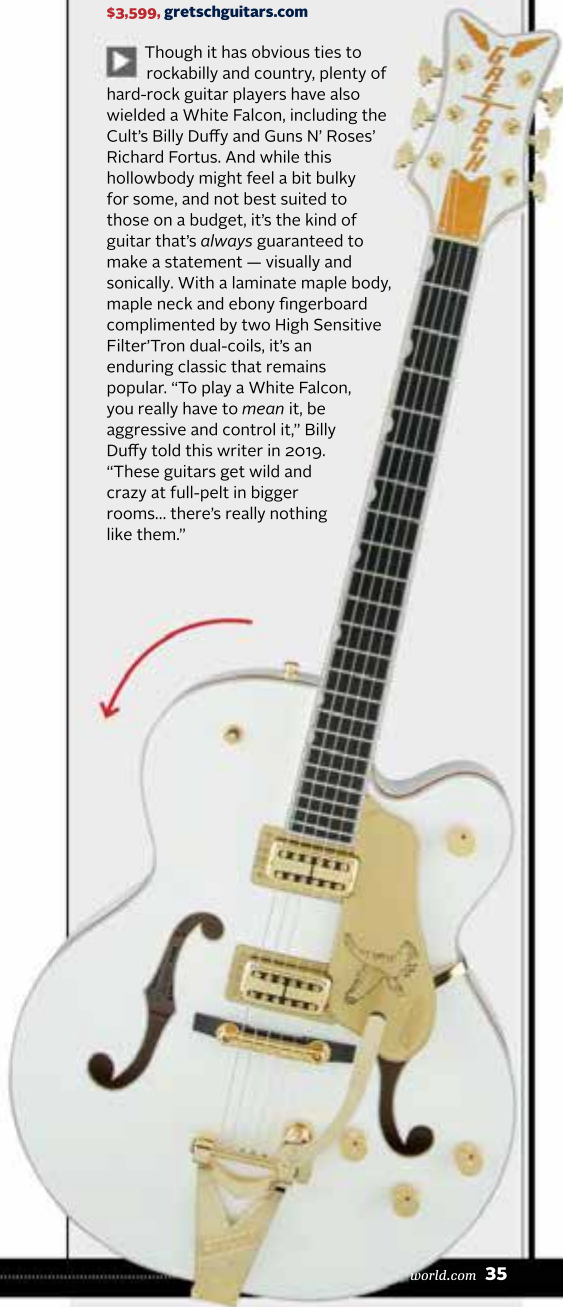 $3,599, gretschguitars.com
Though it has obvious ties to
rockabilly and country, plenty of
hard-rock guitar players have also
wielded a White Falcon, including the
Cult's Billy Duffy and Guns N' Roses'
Richard Fortus. And while this
hollowbody might feel a bit bulky
for some, and not best suited to
those on a budget, it's the kind of
guitar that's always guaranteed to
make a statement — visually and
sonically. With a laminate maple body,
maple neck and ebony fingerboard
complimented by two High Sensitive
Filter'Tron dual-coils, it's an
enduring classic that remains
popular. “To play a White Falcon,
you really have to mean it, be
aggressive and control it,” Billy
Duffy told this writer in 2019.
“These guitars get wild and
crazy at full-pelt in bigger
rooms... there's really nothing
like them.”
GRETSCH
world.com 35